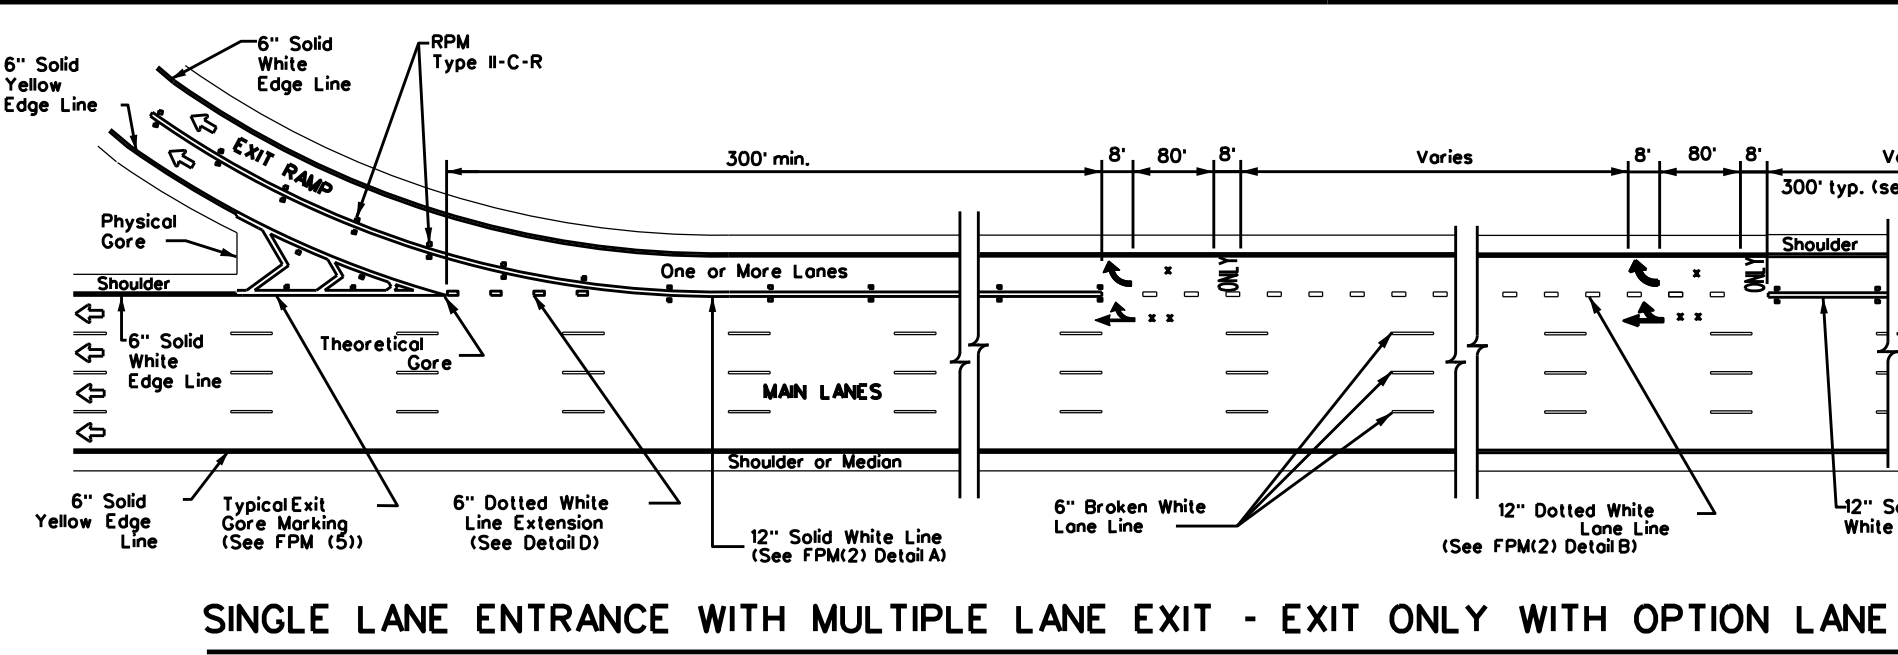 6" Solid
White
Edge Line
RPM
Type II-C-R
6" Solid
Yellow
Edge Line
EXIT RAMP
300' min.
8'
80'
8'
Varies
8'
80'
8'
300' typ. (se
Physical
Gore
Shoulder
One or More Lanes
ONLY
x
x x
ONLY
x
x x
Shoulder
6" Solid
White
Edge Line
Theoretical
Gore
MAIN LANES
Shoulder or Median
6" Solid
Yellow Edge
Line
Typical Exit
Gore Marking
(See FPM (5))
6" Dotted White
Line Extension
(See Detail D)
12" Solid White Line
(See FPM(2) Detail A)
6" Broken White
Lane Line
12" Dotted White
Lane Line
(See FPM(2) Detail B)
12" So
White
SINGLE LANE ENTRANCE WITH MULTIPLE LANE EXIT - EXIT ONLY WITH OPTION LANE